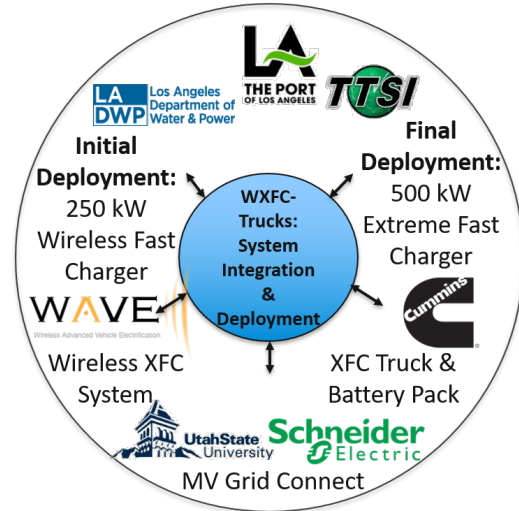 LA
THE PORT
OF LOS ANGELES
TTSI
LA
DWP
Los Angeles
Department of
Water & Power
Initial
Deployment:
250 kW
Wireless Fast
Charger
Final
Deployment:
500 kW
Extreme Fast
Charger
WXFC-
Trucks:
System
Integration
&
Deployment
WAVE
Wireless Advanced Vehicle Electrification
Wireless XFC
System
Cummins
XFC Truck &
Battery Pack
UtahState
University
Schneider
Electric
MV Grid Connect